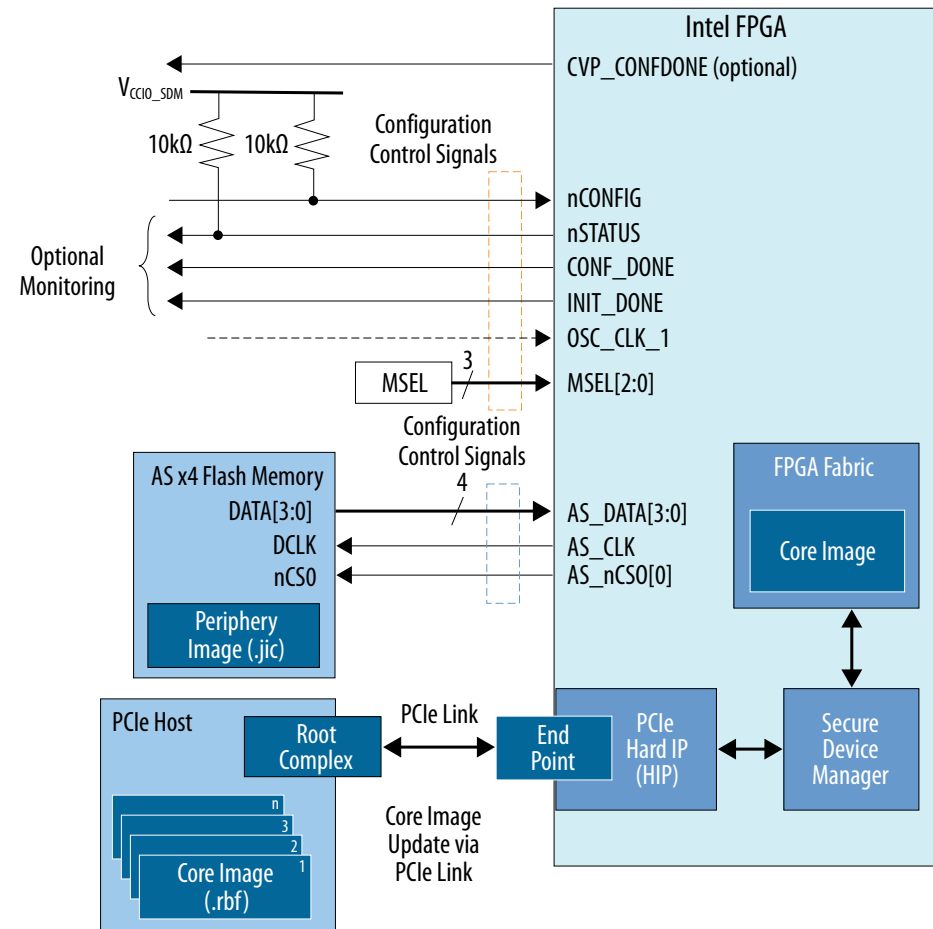 Intel FPGA
CVP_CONFDONE (optional)
VCCIO_SDM
10kΩ
10kΩ
Configuration
Control Signals
nCONFIG
nSTATUS
CONF_DONE
INIT_DONE
OSC_CLK_1
Optional
Monitoring
MSEL
3
MSEL[2:0]
Configuration
Control Signals
4
AS x4 Flash Memory
DATA[3:0]
DCLK
nCS0
Periphery
Image (.jic)
AS_DATA[3:0]
AS_CLK
AS_nCSO[0]
FPGA Fabric
Core Image
PCIe Host
Root
Complex
PCIe Link
End
Point
PCIe
Hard IP
(HIP)
Secure
Device
Manager
Core Image
Update via
PCIe Link
n
3
2
1
Core Image
(.rbf)